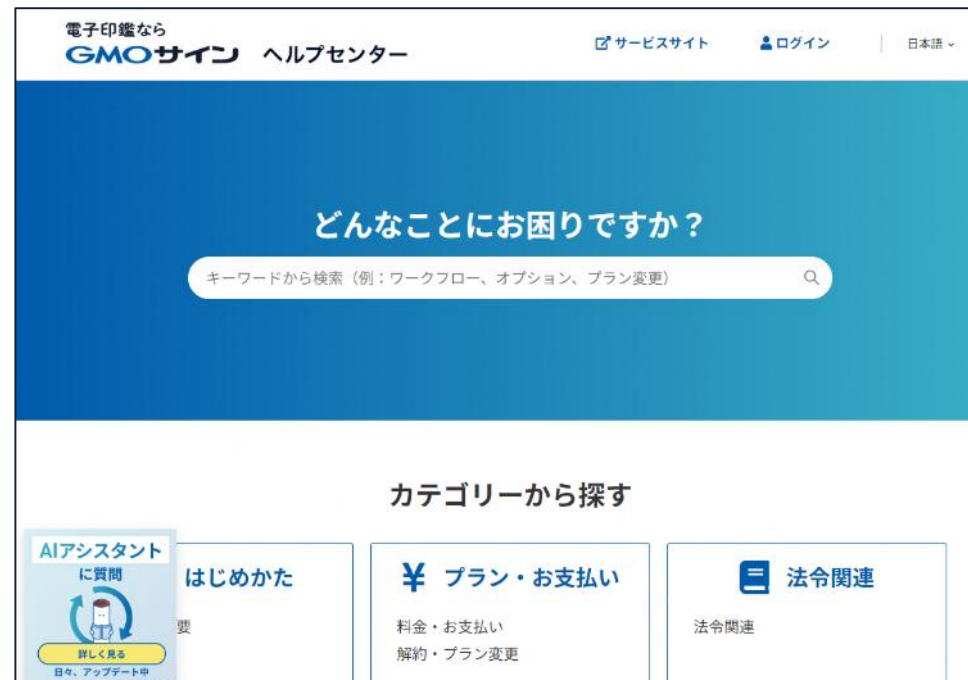 電子印鑑なら
GMOサイン ヘルプセンター
サービスサイト
ログイン
日本語
どんなことにお困りですか？
キーワードから検索（例：ワークフロー、オプション、プラン変更）
カテゴリーから探す
AIアシスタント
に質問
詳しく見る
日々、アップデート中
はじめかた
要
¥ プラン・お支払い
料金・お支払い
解約・プラン変更
法令関連
法令関連